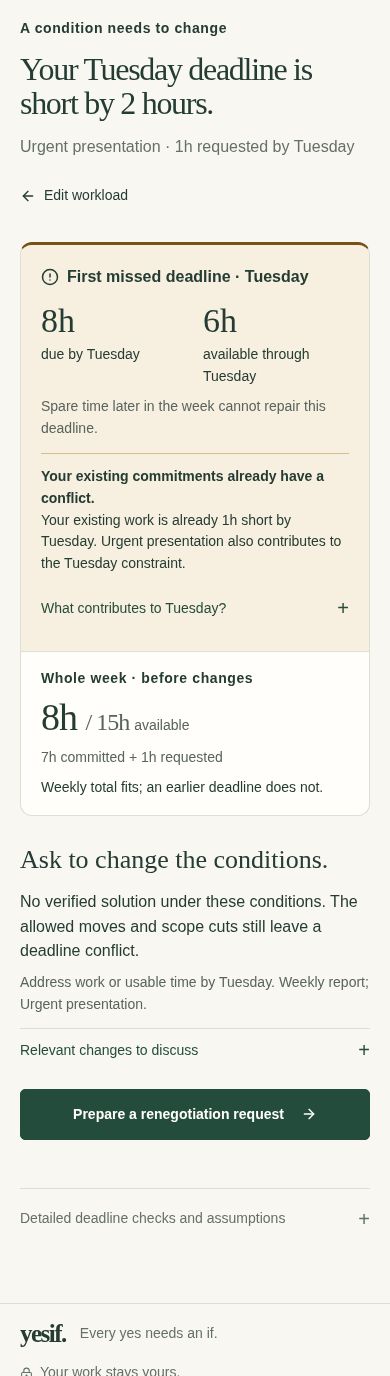 A condition needs to change
Your Tuesday deadline is
short by 2 hours.
Urgent presentation · 1h requested by Tuesday
Edit workload
First missed deadline · Tuesday
8h
due by Tuesday
6h
available through
Tuesday
Spare time later in the week cannot repair this
deadline.
Your existing commitments already have a
conflict.
Your existing work is already 1h short by
Tuesday. Urgent presentation also contributes to
the Tuesday constraint.
What contributes to Tuesday? +
Whole week · before changes
8h / 15h available
7h committed + 1h requested
Weekly total fits; an earlier deadline does not.
Ask to change the conditions.
No verified solution under these conditions. The
allowed moves and scope cuts still leave a
deadline conflict.
Address work or usable time by Tuesday. Weekly report;
Urgent presentation.
Relevant changes to discuss +
Prepare a renegotiation request
Detailed deadline checks and assumptions +
yesif. Every yes needs an if.
Your work stays yours.